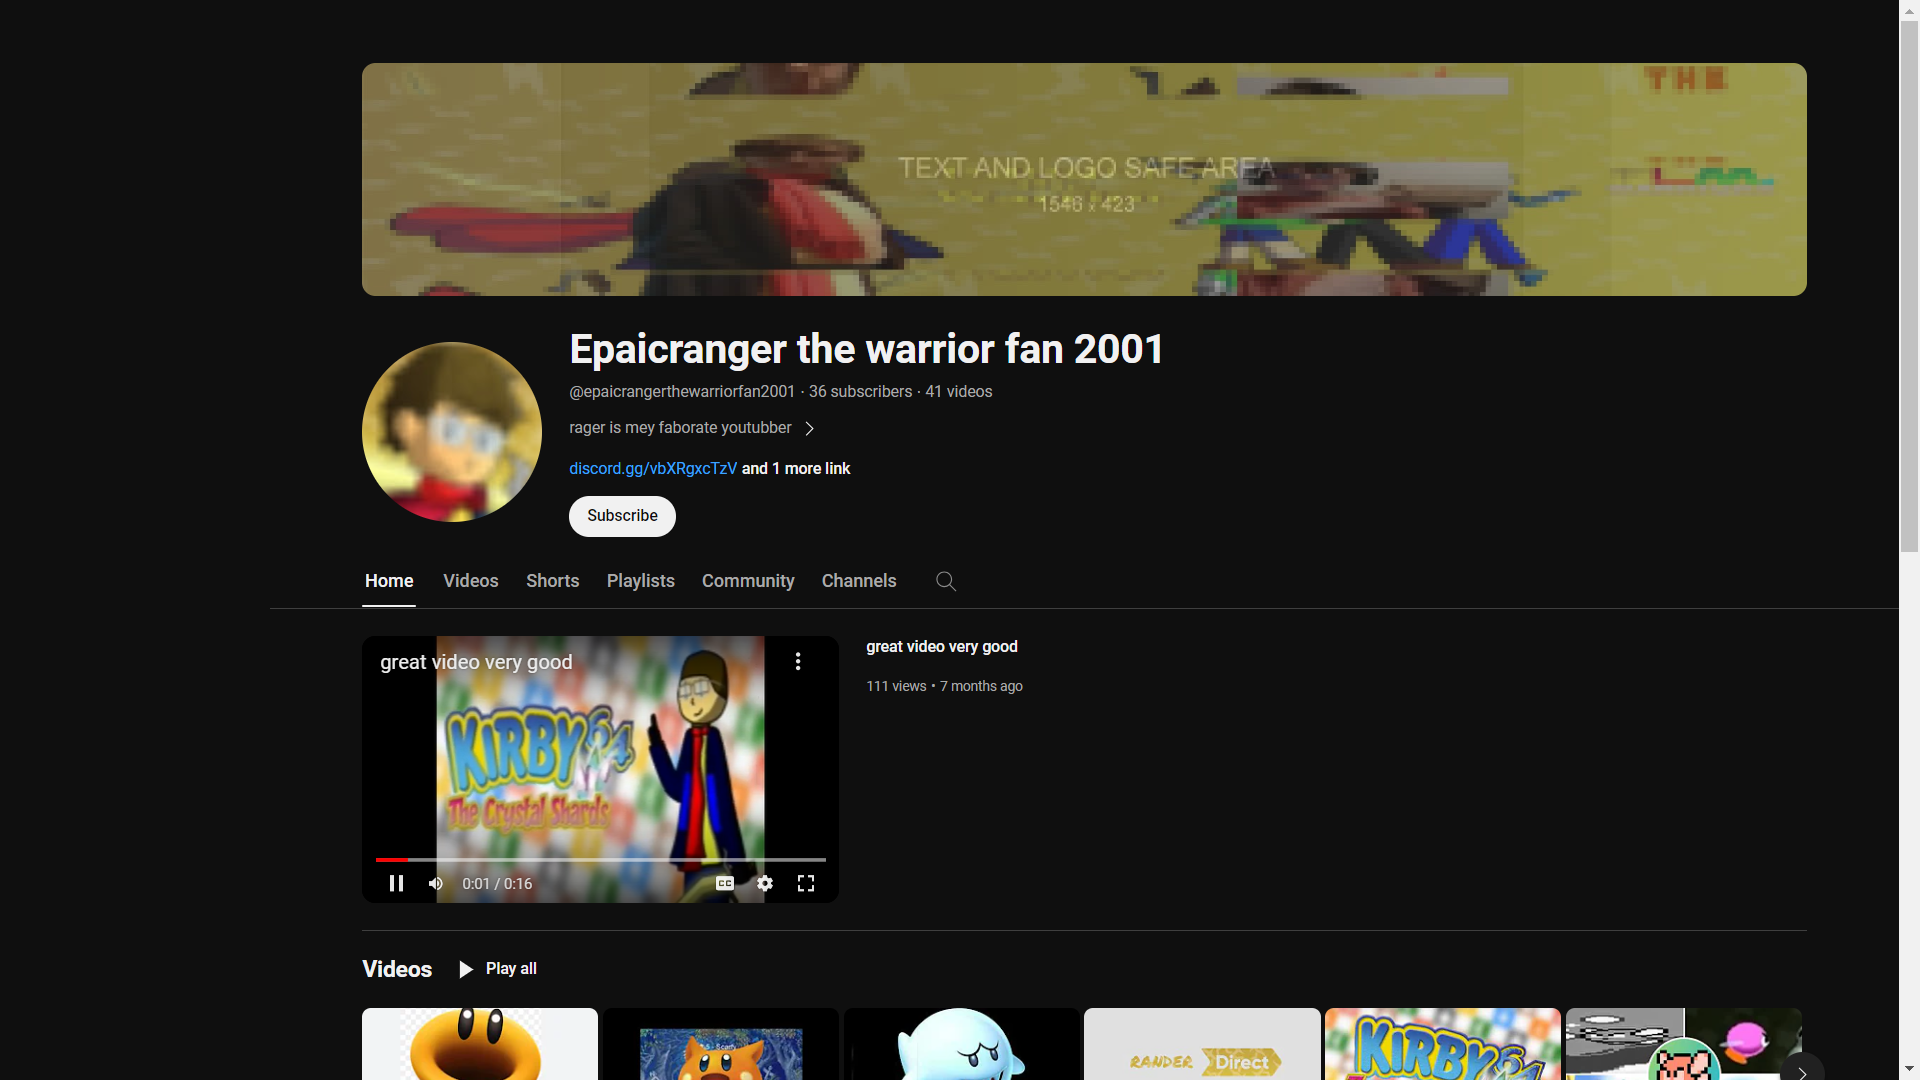 THE
TEXT AND LOGO SAFE AREA
1546 x 423
Epaicranger the warrior fan 2001
@epaicrangerthewarriorfan2001 · 36 subscribers · 41 videos
rager is mey faborate youtubber
discord.gg/vbXRgxcTzV and 1 more link
Subscribe
Home Videos Shorts Playlists Community Channels
great video very good
KIRBY 64
The Crystal Shards
CC
0:01 / 0:16
great video very good
111 views • 7 months ago
Videos Play all
RANDER Direct
KIRBY 64